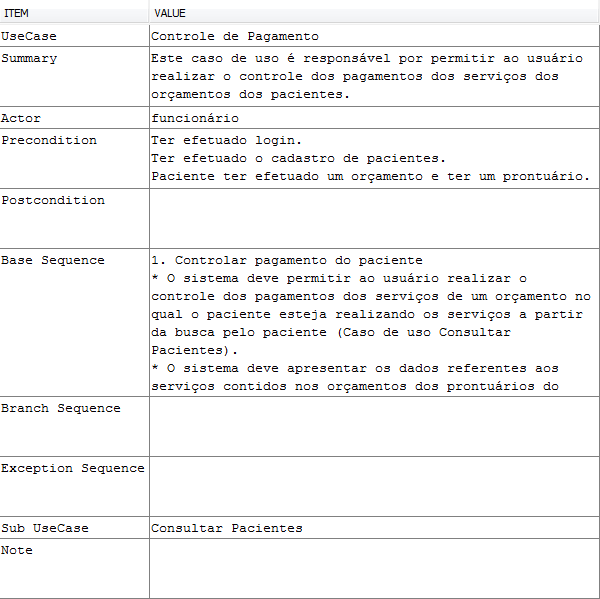 ITEM VALUE
UseCase Controle de Pagamento
Summary Este caso de uso é responsável por permitir ao usuário
realizar o controle dos pagamentos dos serviços dos
orçamentos dos pacientes.
Actor funcionário
Precondition Ter efetuado login.
Ter efetuado o cadastro de pacientes.
Paciente ter efetuado um orçamento e ter um prontuário.
Postcondition
Base Sequence 1. Controlar pagamento do paciente
* O sistema deve permitir ao usuário realizar o
controle dos pagamentos dos serviços de um orçamento no
qual o paciente esteja realizando os serviços a partir
da busca pelo paciente (Caso de uso Consultar
Pacientes).
* O sistema deve apresentar os dados referentes aos
serviços contidos nos orçamentos dos prontuários do
Branch Sequence
Exception Sequence
Sub UseCase Consultar Pacientes
Note